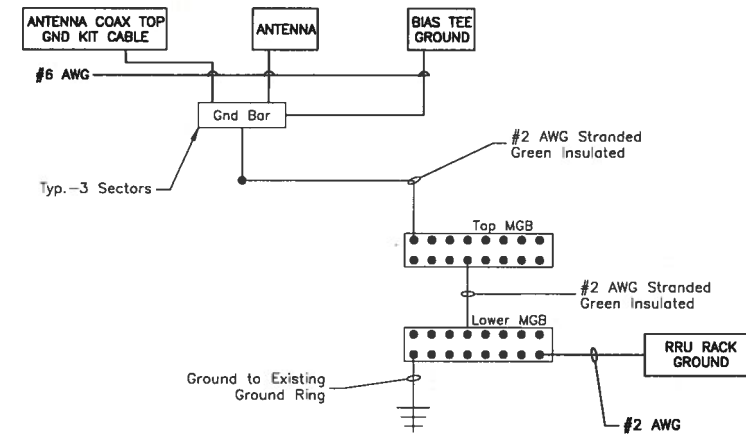 ANTENNA COAX TOP
GND KIT CABLE
ANTENNA
BIAS TEE
GROUND
#6 AWG
Gnd Bar
#2 AWG Stranded
Green Insulated
Typ.-3 Sectors
Top MGB
#2 AWG Stranded
Green Insulated
Lower MGB
RRU RACK
GROUND
Ground to Existing
Ground Ring
#2 AWG